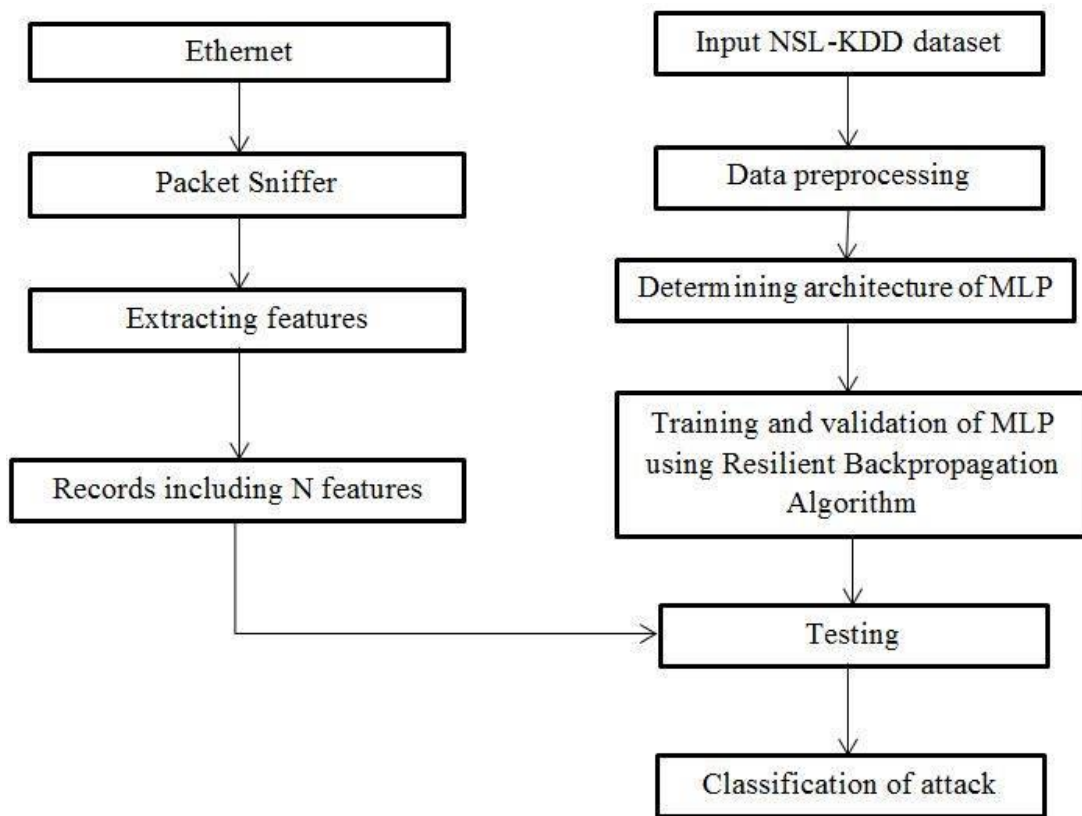 Ethernet
Packet Sniffer
Extracting features
Records including N features
Input NSL-KDD dataset
Data preprocessing
Determining architecture of MLP
Training and validation of MLP
using Resilient Backpropagation
Algorithm
Testing
Classification of attack